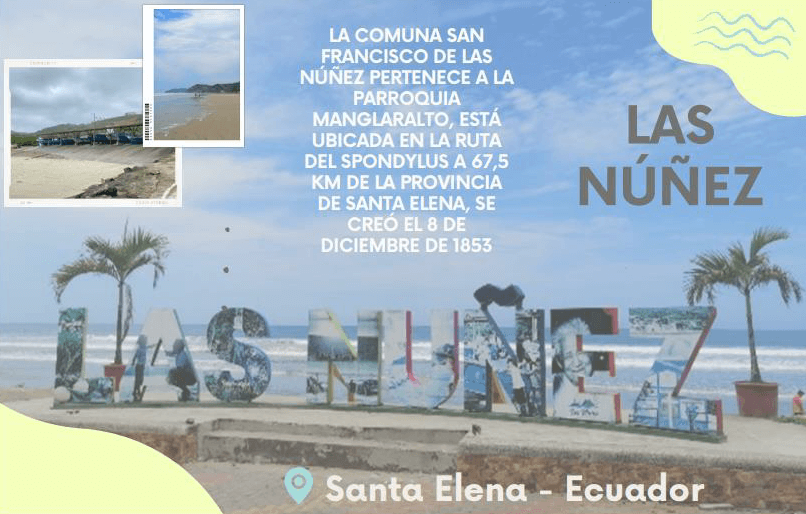 LA COMUNA SAN
FRANCISCO DE LAS
NÚÑEZ PERTENECE A LA
PARROQUIA
MANGLARALTO, ESTÁ
UBICADA EN LA RUTA
DEL SPONDYLUS A 67,5
KM DE LA PROVINCIA
DE SANTA ELENA, SE
CREÓ EL 8 DE
DICIEMBRE DE 1853
LAS
NÚÑEZ
LAS NUÑEZ
Santa Elena - Ecuador